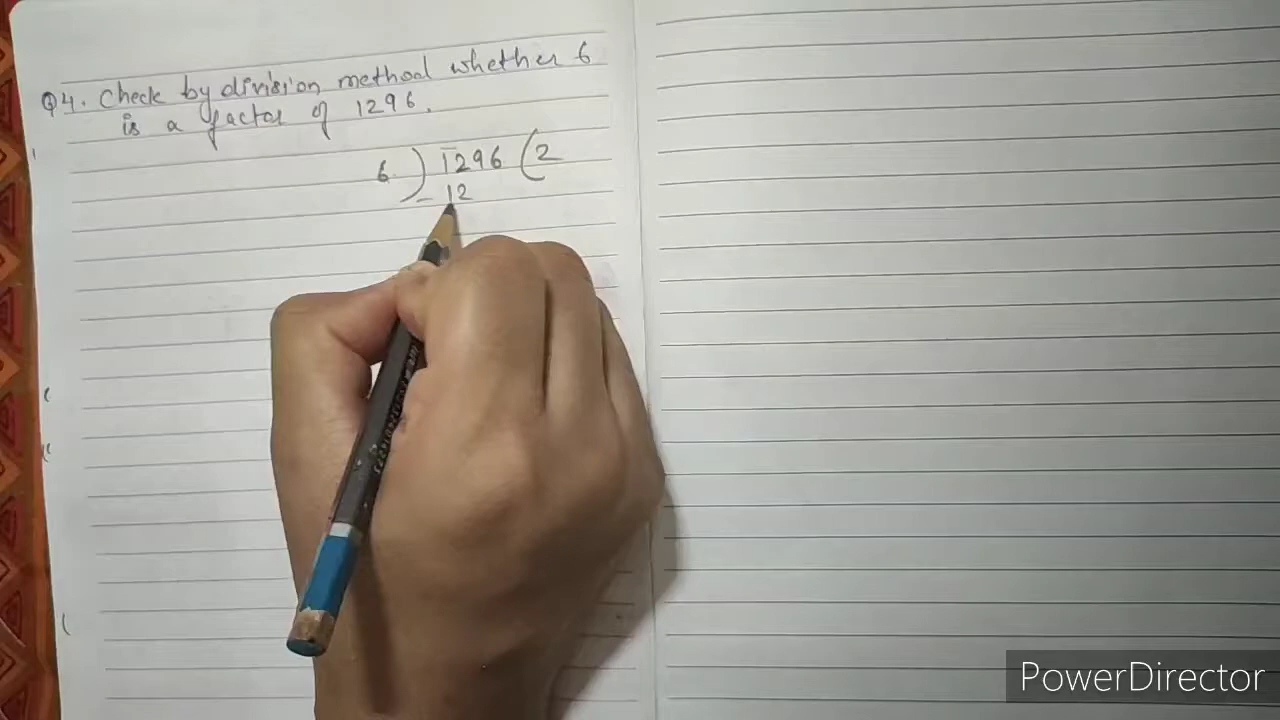 Q4. Check by division method whether 6
is a factor of 1296.
6 ) 1296 ( 2
- 12
PowerDirector